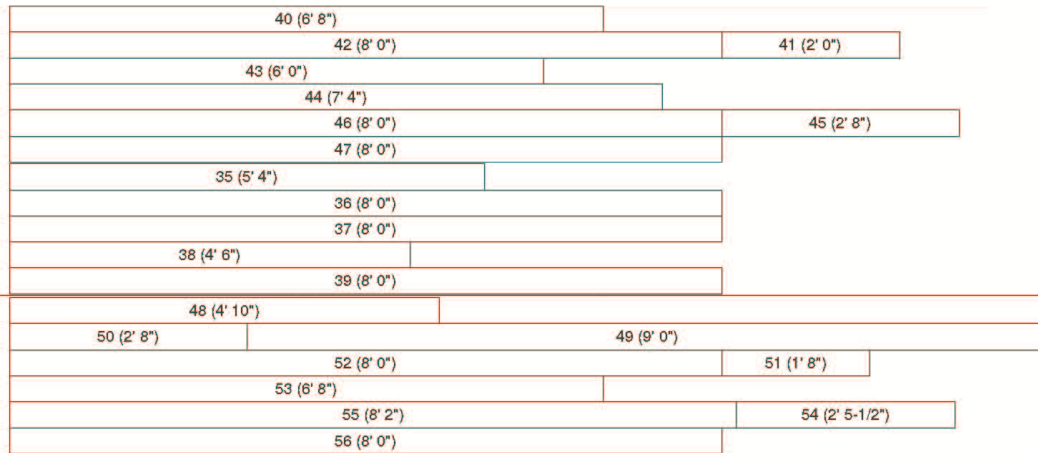 40 (6' 8")
42 (8' 0") 41 (2' 0")
43 (6' 0")
44 (7' 4")
46 (8' 0") 45 (2' 8")
47 (8' 0")
35 (5' 4")
36 (8' 0")
37 (8' 0")
38 (4' 6")
39 (8' 0")
48 (4' 10")
50 (2' 8") 49 (9' 0")
52 (8' 0") 51 (1' 8")
53 (6' 8")
55 (8' 2") 54 (2' 5-1/2")
56 (8' 0")